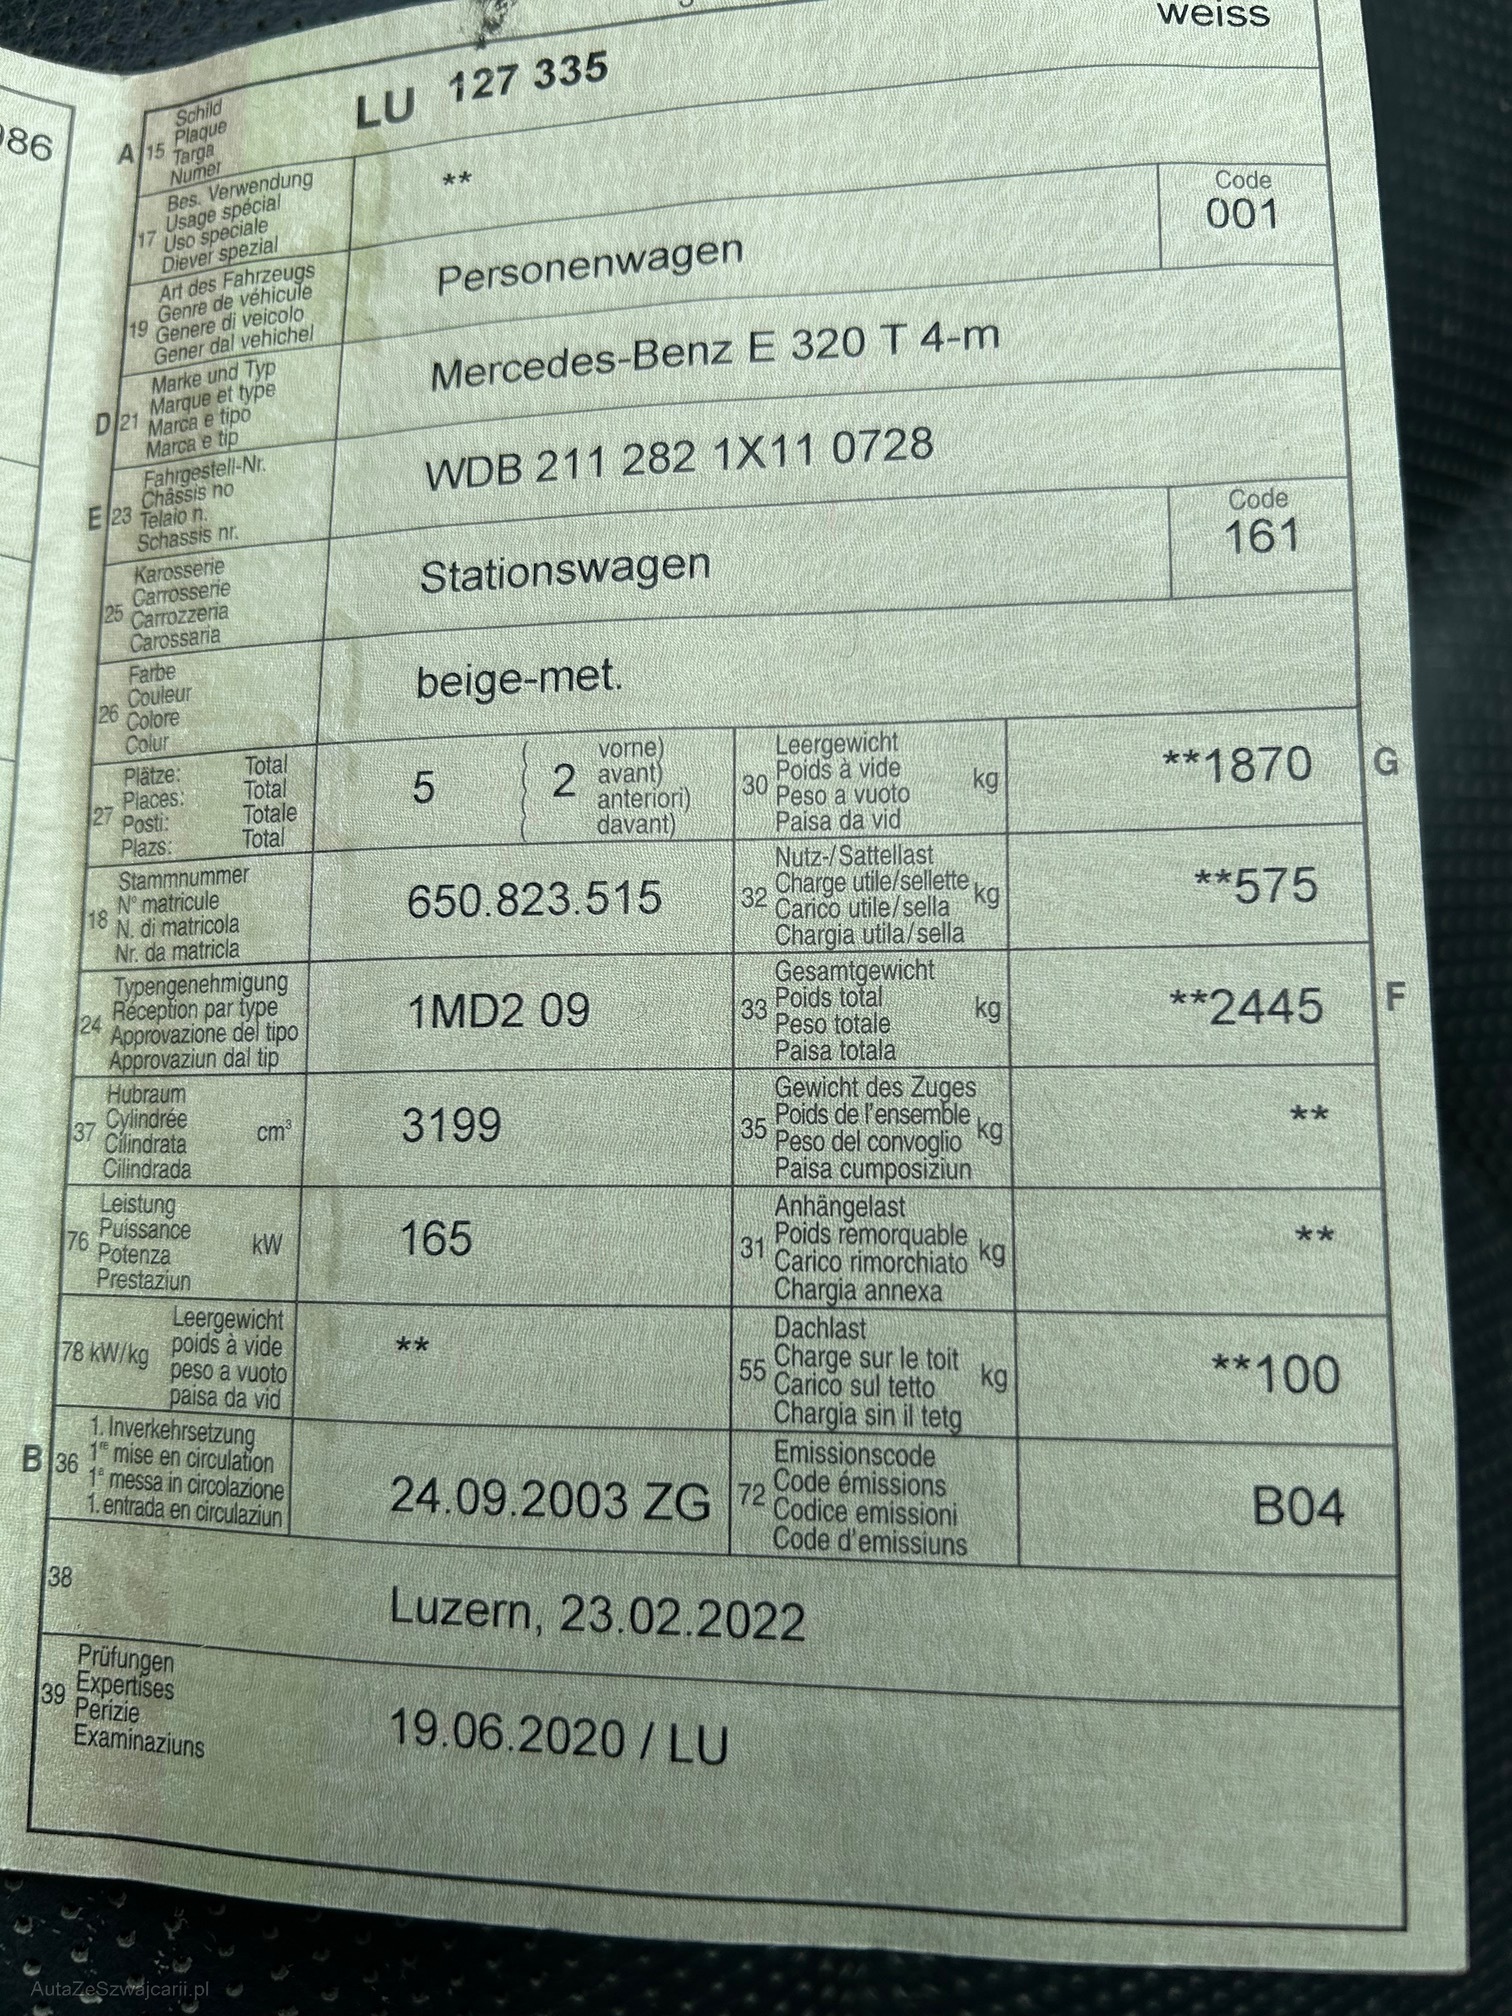 weiss
086
A 15 Schild
Plaque
Targa
Numer
LU 127 335
17 Bes. Verwendung
Usage spécial
Uso speciale
Diever spezial
**
19 Art des Fahrzeugs
Genre de véhicule
Genere di veicolo
Gener dal vehichel
Personenwagen
Code
001
D 21 Marke und Typ
Marque et type
Marca e tipo
Marca e tip
Mercedes-Benz E 320 T 4-m
E 23 Fahrgestell-Nr.
Châssis no
Telaio n.
Schassis nr.
WDB 211 282 1X11 0728
25 Karosserie
Carrosserie
Carrozzeria
Carossaria
Stationswagen
Code
161
26 Farbe
Couleur
Colore
Colur
beige-met.
27 Plätze: Total
Places: Total
Posti: Totale
Plazs: Total
5 ( 2 vorne)
( avant)
( anteriori)
( davant)
30 Leergewicht
Poids à vide
Peso a vuoto
Paisa da vid
kg
**1870 G
18 Stammnummer
N° matricule
N. di matricola
Nr. da matricla
650.823.515
32 Nutz-/Sattellast
Charge utile/sellette
Carico utile/sella
Chargia utila/sella
kg
**575
24 Typengenehmigung
Réception par type
Approvazione del tipo
Approvaziun dal tip
1MD2 09
33 Gesamtgewicht
Poids total
Peso totale
Paisa totala
kg
**2445 F
37 Hubraum
Cylindrée
Cilindrata
Cilindrada
cm³
3199
35 Gewicht des Zuges
Poids de l'ensemble
Peso del convoglio
Paisa cumposiziun
kg
**
76 Leistung
Puissance
Potenza
Prestaziun
kW
165
31 Anhängelast
Poids remorquable
Carico rimorchiato
Chargia annexa
kg
**
78 kW/kg Leergewicht
poids à vide
peso a vuoto
paisa da vid
**
55 Dachlast
Charge sur le toit
Carico sul tetto
Chargia sin il tetg
kg
**100
B 36 1. Inverkehrsetzung
1re mise en circulation
1a messa in circolazione
1. entrada en circulaziun
24.09.2003 ZG
72 Emissionscode
Code émissions
Codice emissioni
Code d'emissiuns
B04
38
Luzern, 23.02.2022
39 Prüfungen
Expertises
Perizie
Examinaziuns
19.06.2020 / LU
AutaZeSzwajcarii.pl